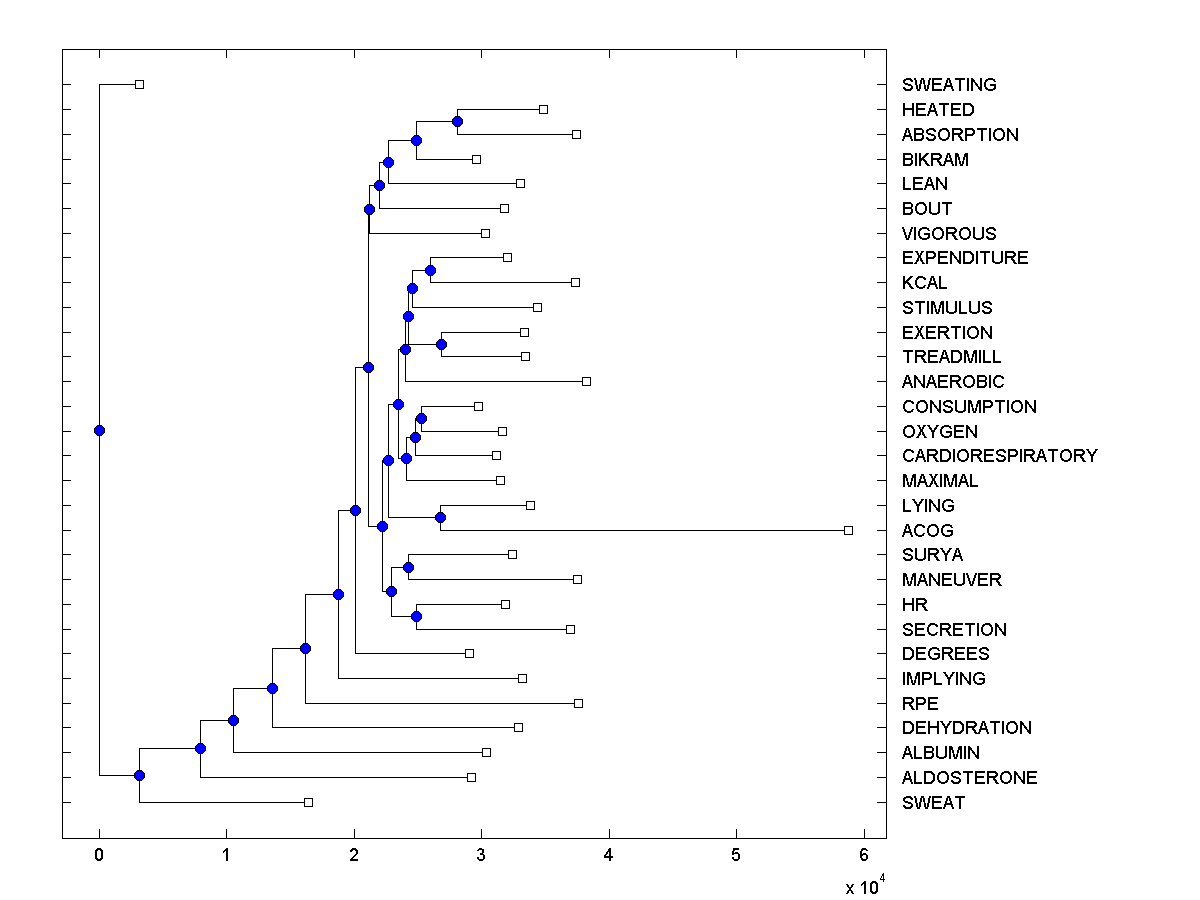 SWEATING
HEATED
ABSORPTION
BIKRAM
LEAN
BOUT
VIGOROUS
EXPENDITURE
KCAL
STIMULUS
EXERTION
TREADMILL
ANAEROBIC
CONSUMPTION
OXYGEN
CARDIORESPIRATORY
MAXIMAL
LYING
ACOG
SURYA
MANEUVER
HR
SECRETION
DEGREES
IMPLYING
RPE
DEHYDRATION
ALBUMIN
ALDOSTERONE
SWEAT
0 1 2 3 4 5 6
x 10^4